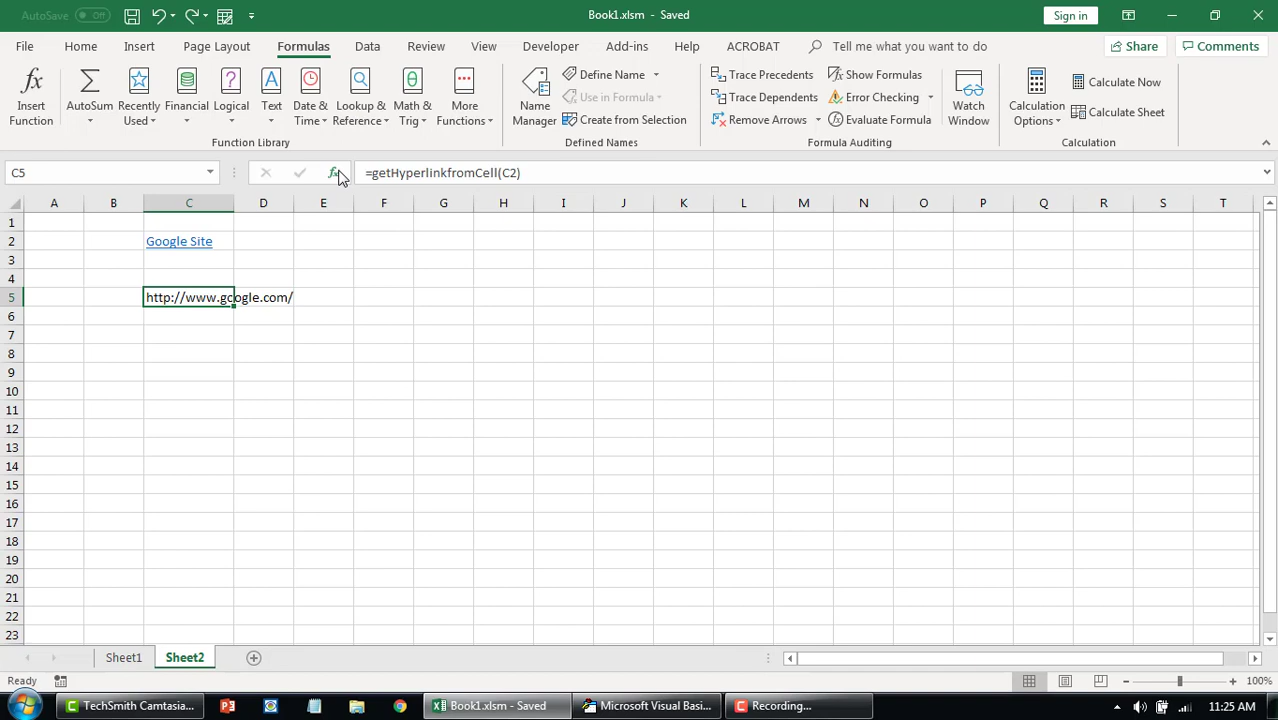 AutoSave Off Book1.xlsm - Saved Sign in
File Home Insert Page Layout Formulas Data Review View Developer Add-ins Help ACROBAT Tell me what you want to do Share Comments
Insert Function
AutoSum
Recently Used
Financial
Logical
Text
Date & Time
Lookup & Reference
Math & Trig
More Functions
Function Library
Name Manager
Define Name
Use in Formula
Create from Selection
Defined Names
Trace Precedents
Trace Dependents
Remove Arrows
Show Formulas
Error Checking
Evaluate Formula
Formula Auditing
Watch Window
Calculation Options
Calculate Now
Calculate Sheet
Calculation
C5 fx =getHyperlinkfromCell(C2)
A B C D E F G H I J K L M N O P Q R S T
1
2 Google Site
3
4
5 http://www.google.com/
6
7
8
9
10
11
12
13
14
15
16
17
18
19
20
21
22
23
Sheet1 Sheet2
Ready 100%
TechSmith Camtasia... Book1.xlsm - Saved Microsoft Visual Basi... Recording... 11:25 AM